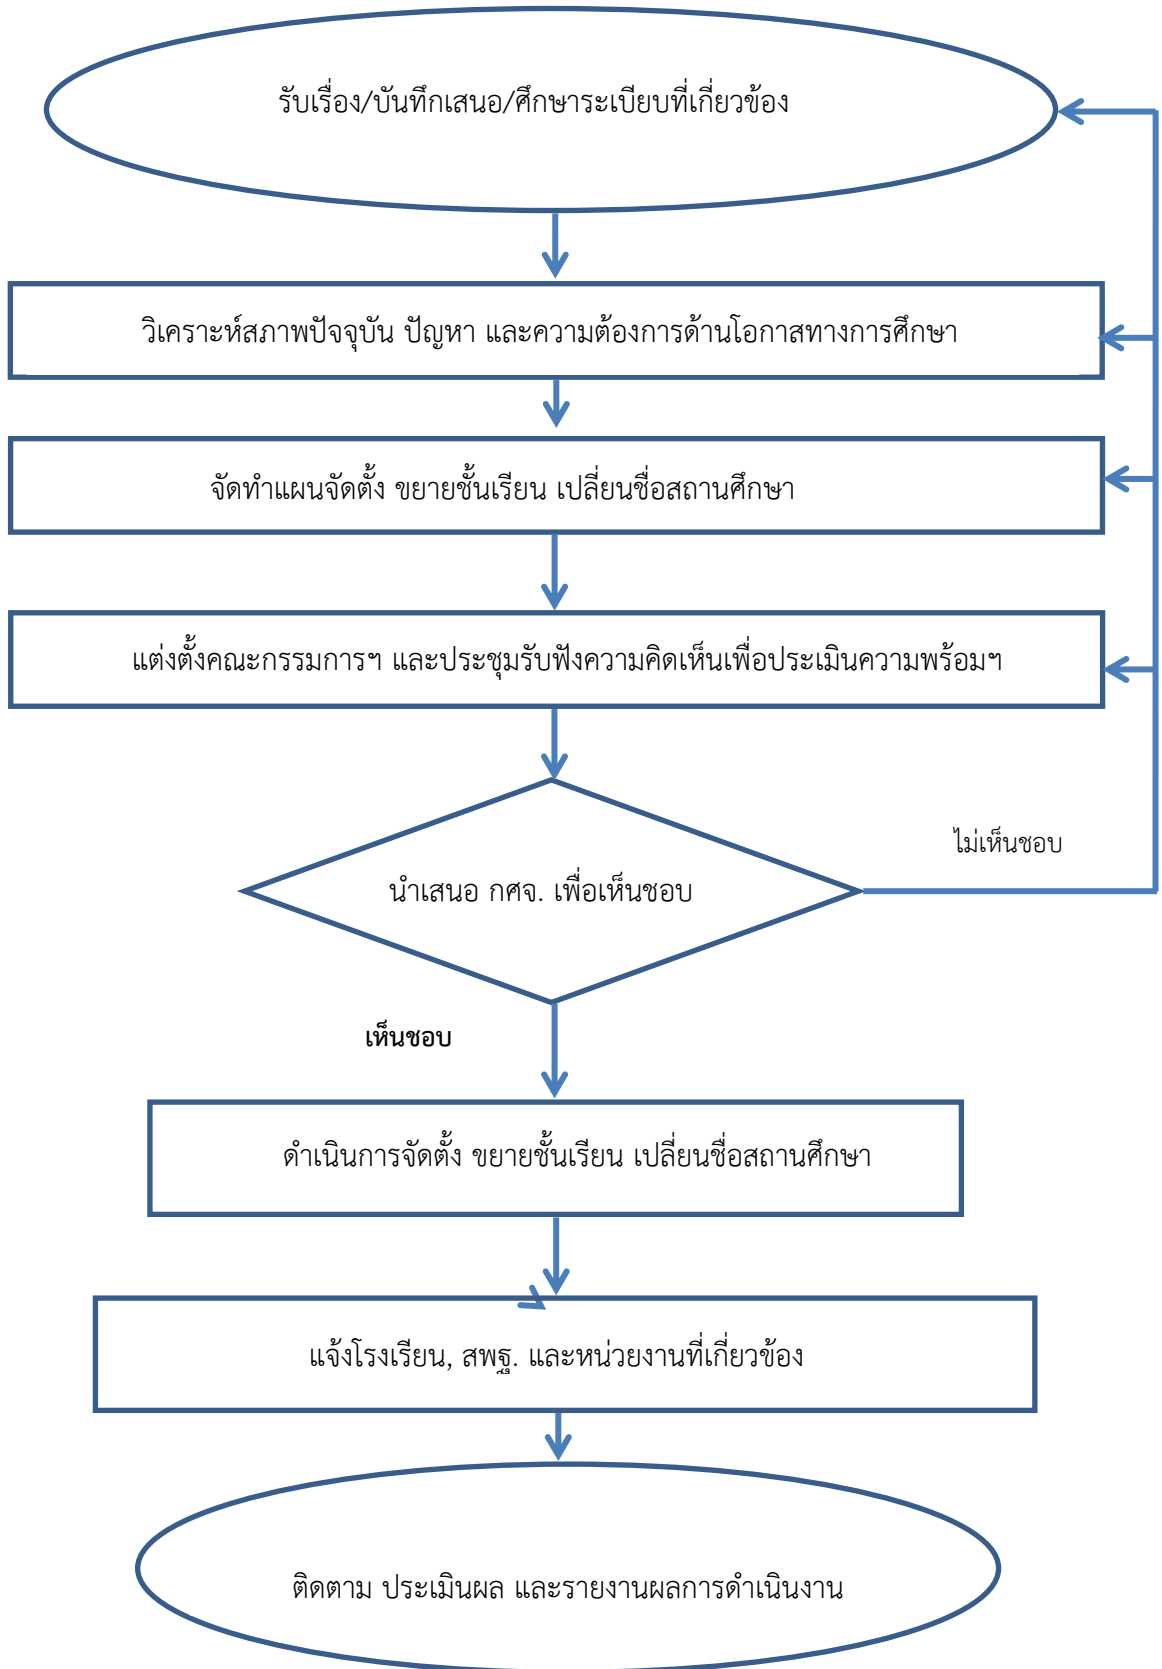 รับเรื่อง/บันทึกเสนอ/ศึกษาระเบียบที่เกี่ยวข้อง
วิเคราะห์สภาพปัจจุบัน ปัญหา และความต้องการด้านโอกาสทางการศึกษา
จัดทำแผนจัดตั้ง ขยายชั้นเรียน เปลี่ยนชื่อสถานศึกษา
แต่งตั้งคณะกรรมการฯ และประชุมรับฟังความคิดเห็นเพื่อประเมินความพร้อมฯ
ไม่เห็นชอบ
นำเสนอ กศจ. เพื่อเห็นชอบ
เห็นชอบ
ดำเนินการจัดตั้ง ขยายชั้นเรียน เปลี่ยนชื่อสถานศึกษา
แจ้งโรงเรียน, สพฐ. และหน่วยงานที่เกี่ยวข้อง
ติดตาม ประเมินผล และรายงานผลการดำเนินงาน